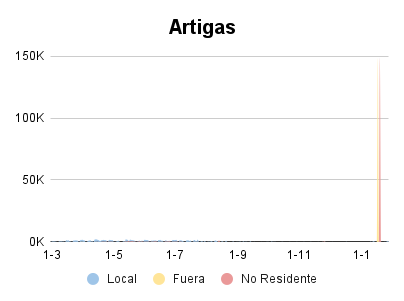 Artigas
150K
100K
50K
0K
1-3 1-5 1-7 1-9 1-11 1-1
Local Fuera No Residente